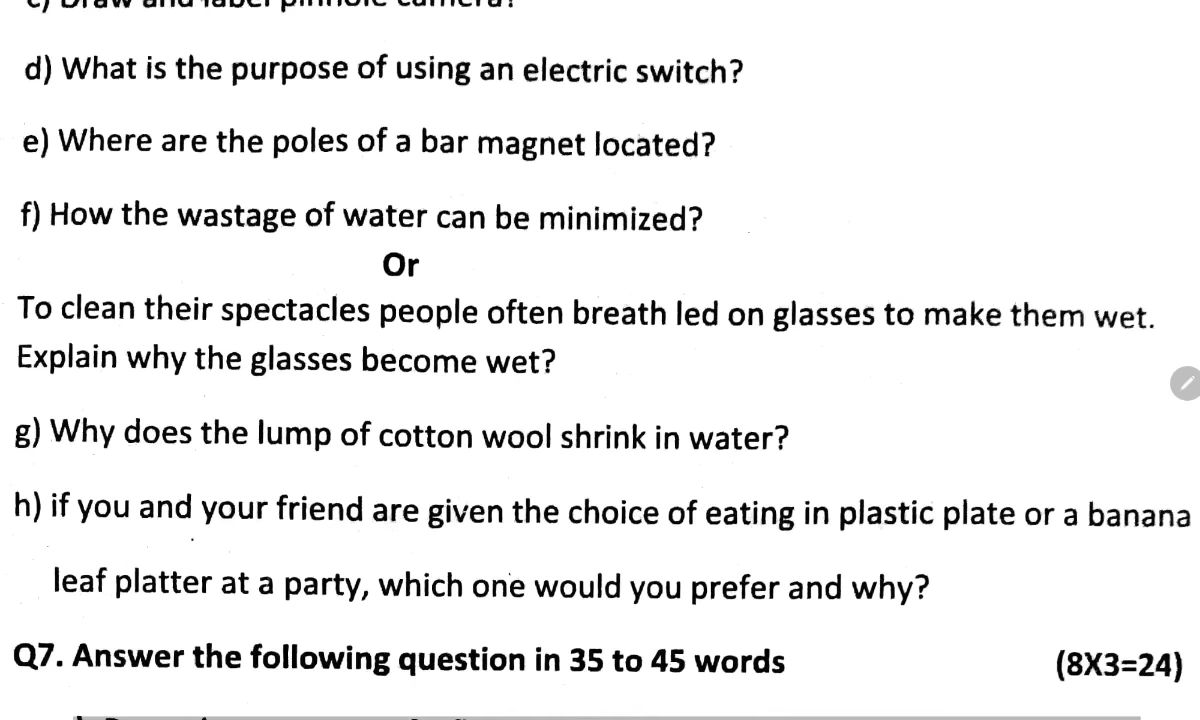 c) Draw and label pinhole camera?
d) What is the purpose of using an electric switch?
e) Where are the poles of a bar magnet located?
f) How the wastage of water can be minimized?
Or
To clean their spectacles people often breath led on glasses to make them wet.
Explain why the glasses become wet?
g) Why does the lump of cotton wool shrink in water?
h) if you and your friend are given the choice of eating in plastic plate or a banana
leaf platter at a party, which one would you prefer and why?
Q7. Answer the following question in 35 to 45 words (8X3=24)